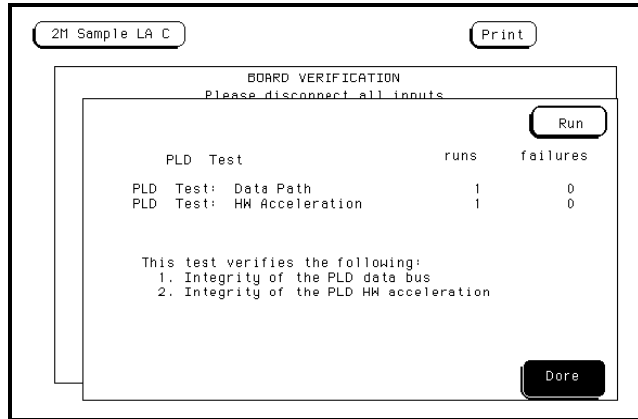 2M Sample LA C Print
BOARD VERIFICATION
Please disconnect all inputs
Run
PLD Test runs failures
PLD Test: Data Path 1 0
PLD Test: HW Acceleration 1 0
This test verifies the following:
1. Integrity of the PLD data bus
2. Integrity of the PLD HW acceleration
Dore